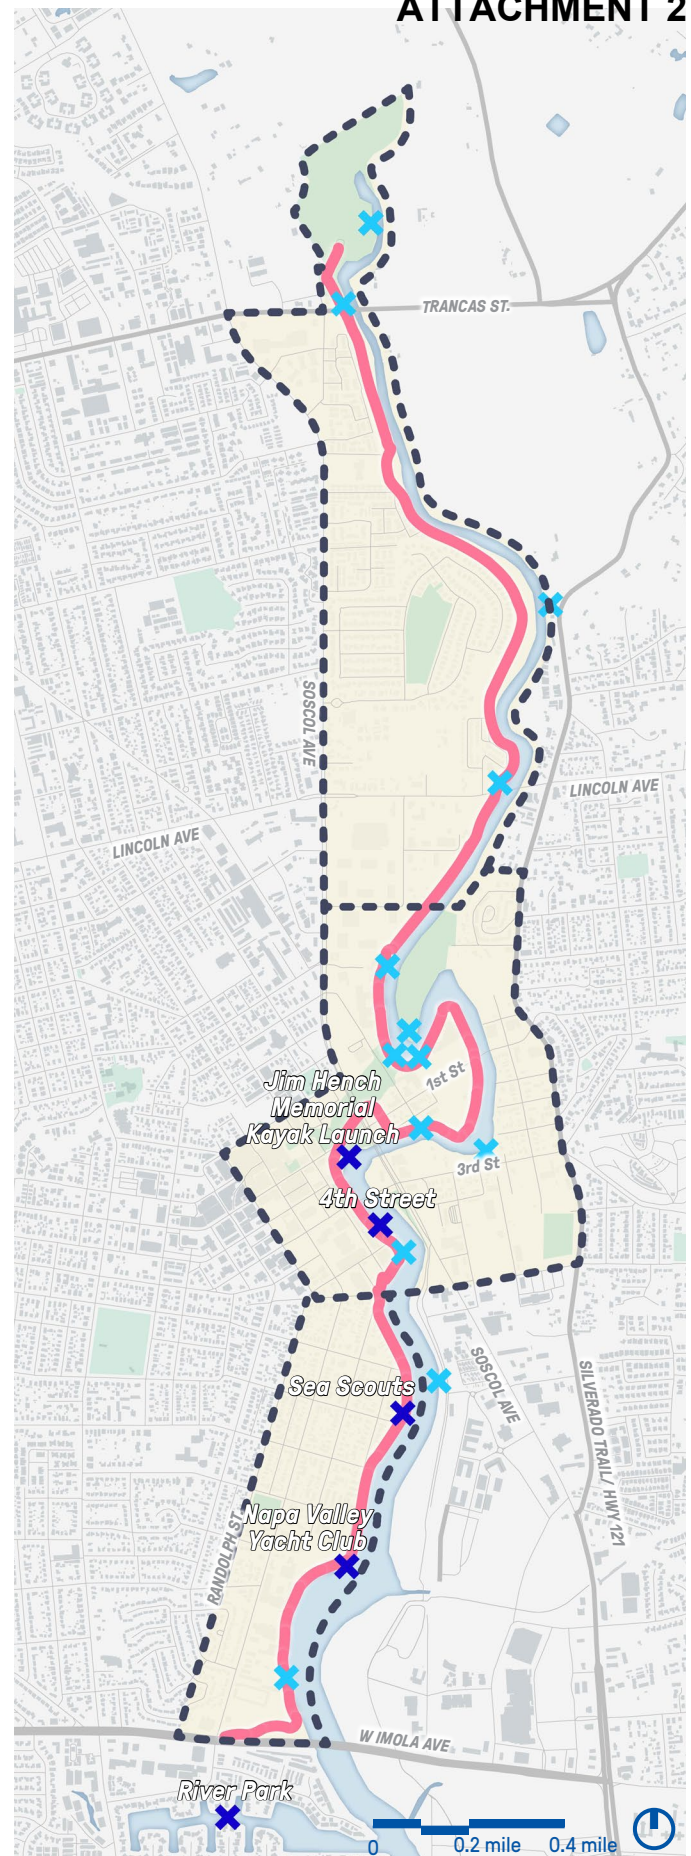 ATTACHMENT 2
TRANCAS ST.
SOSCOL AVE
LINCOLN AVE
LINCOLN AVE
Jim Hench
Memorial
Kayak Launch
1st St
3rd St
4th Street
Sea Scouts
SOSCOL AVE
SILVERADO TRAIL/ HWY 121
Napa Valley
Yacht Club
RANDOLPH ST.
W IMOLA AVE
River Park
0
0.2 mile
0.4 mile